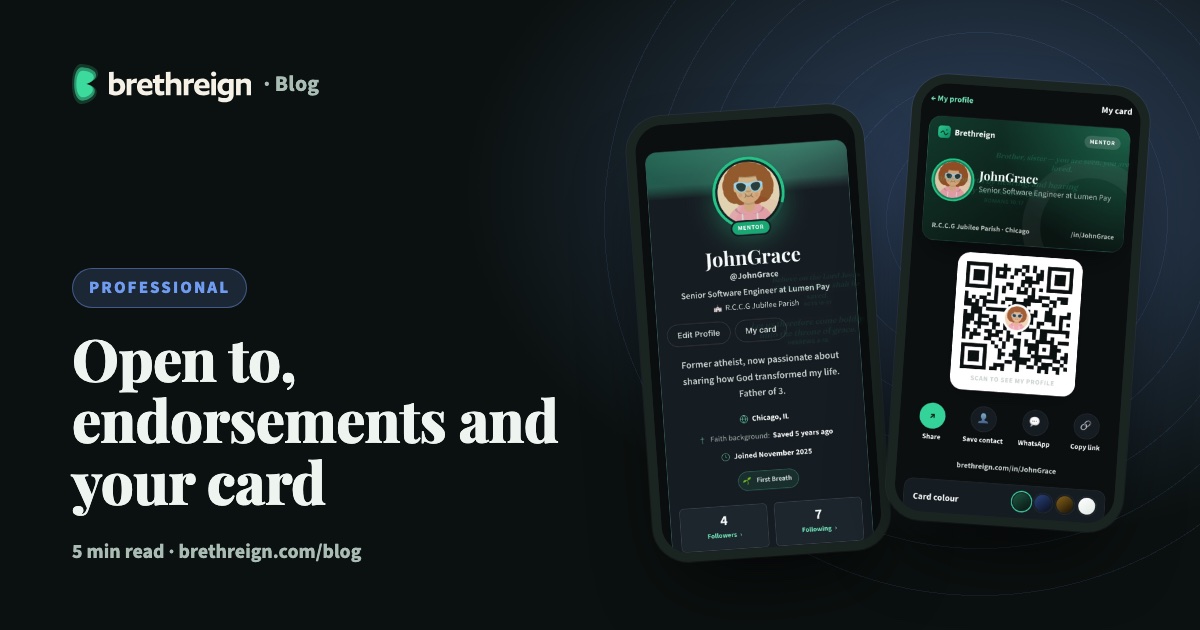 brethreign · Blog
PROFESSIONAL
Open to,
endorsements and
your card
5 min read · brethreign.com/blog
MENTOR
JohnGrace
@JohnGrace
Senior Software Engineer at Lumen Pay
R.C.C.G Jubilee Parish
Edit Profile
My card
Former atheist, now passionate about
sharing how God transformed my life.
Father of 3.
Chicago, IL
Faith background: Saved 5 years ago
Joined November 2025
First Breath
4
Followers ›
7
Following ›
← My profile
My card
Brethreign
MENTOR
JohnGrace
Senior Software Engineer at Lumen Pay
R.C.C.G Jubilee Parish · Chicago
/in/JohnGrace
SCAN TO SEE MY PROFILE
Share
Save contact
WhatsApp
Copy link
brethreign.com/in/JohnGrace
Card colour